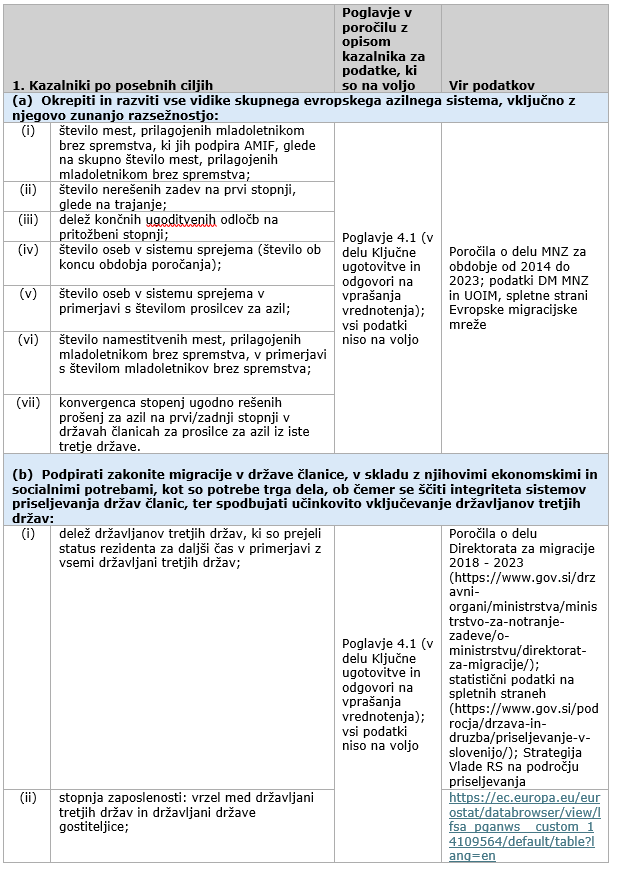 1. Kazalniki po posebnih ciljih
Poglavje v
poročilu z
opisom
kazalnika za
podatke, ki
so na voljo
Vir podatkov
(a) Okrepiti in razviti vse vidike skupnega evropskega azilnega sistema, vključno z
njegovo zunanjo razsežnostjo:
(i) število mest, prilagojenih mladoletnikom
brez spremstva, ki jih podpira AMIF, glede
na skupno število mest, prilagojenih
mladoletnikom brez spremstva;
(ii) število nerešenih zadev na prvi stopnji,
glede na trajanje;
(iii) delež končnih ugoditvenih odločb na
pritožbeni stopnji;
(iv) število oseb v sistemu sprejema (število ob
koncu obdobja poročanja);
(v) število oseb v sistemu sprejema v
primerjavi s številom prosilcev za azil;
(vi) število namestitvenih mest, prilagojenih
mladoletnikom brez spremstva, v primerjavi
s številom mladoletnikov brez spremstva;
(vii) konvergenca stopenj ugodno rešenih
prošenj za azil na prvi/zadnji stopnji v
državah članicah za prosilce za azil iz iste
tretje države.
Poglavje 4.1 (v
delu Ključne
ugotovitve in
odgovori na
vprašanja
vrednotenja);
vsi podatki
niso na voljo
Poročila o delu MNZ za
obdobje od 2014 do
2023; podatki DM MNZ
in UOIM, spletne strani
Evropske migracijske
mreže
(b) Podpirati zakonite migracije v države članice, v skladu z njihovimi ekonomskimi in
socialnimi potrebami, kot so potrebe trga dela, ob čemer se ščiti integriteta sistemov
priseljevanja držav članic, ter spodbujati učinkovito vključevanje državljanov tretjih
držav:
(i) delež državljanov tretjih držav, ki so prejeli
status rezidenta za daljši čas v primerjavi z
vsemi državljani tretjih držav;
Poglavje 4.1 (v
delu Ključne
ugotovitve in
odgovori na
vprašanja
vrednotenja);
vsi podatki
niso na voljo
Poročila o delu
Direktorata za migracije
2018 - 2023
(https://www.gov.si/drz
avni-
organi/ministrstva/minis
trstvo-za-notranje-
zadeve/o-
ministrstvu/direktorat-
za-migracije/);
statistični podatki na
spletnih straneh
(https://www.gov.si/pod
rocja/drzava-in-
druzba/priseljevanje-v-
slovenijo/); Strategija
Vlade RS na področju
priseljevanja
(ii) stopnja zaposlenosti: vrzel med državljani
tretjih držav in državljani države
gostiteljice;
https://ec.europa.eu/eur
ostat/databrowser/view/l
fsa_pganws__custom_1
4109564/default/table?l
ang=en